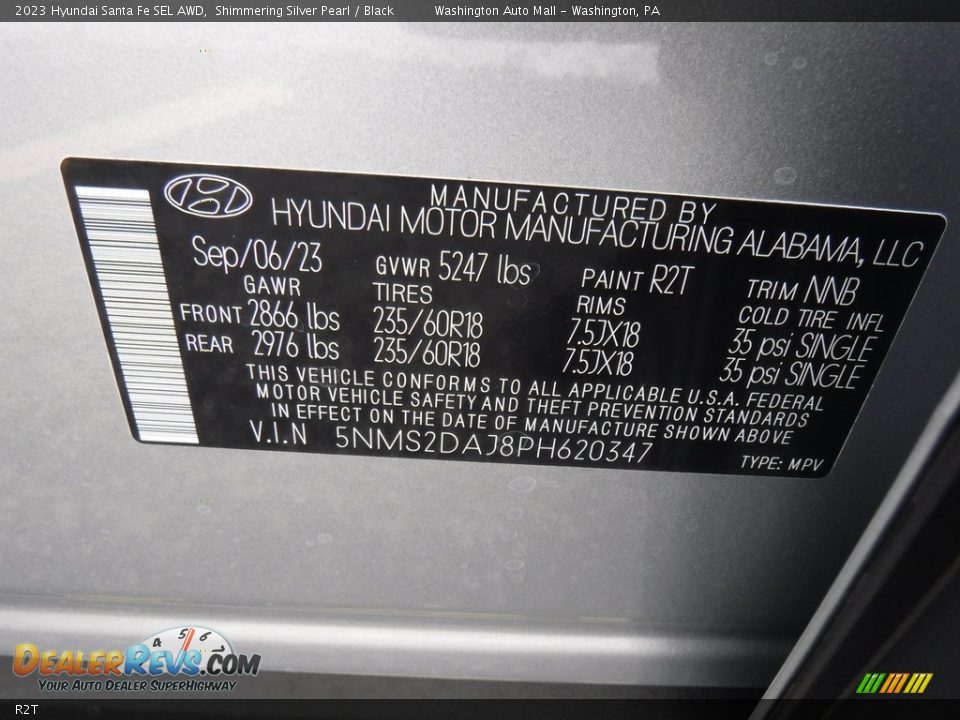 2023 Hyundai Santa Fe SEL AWD, Shimmering Silver Pearl / Black Washington Auto Mall - Washington, PA
MANUFACTURED BY
HYUNDAI MOTOR MANUFACTURING ALABAMA, LLC
Sep/06/23 GVWR 5247 lbs PAINT R2T TRIM NNB
GAWR TIRES RIMS COLD TIRE INFL
FRONT 2866 lbs 235/60R18 7.5JX18 35 psi SINGLE
REAR 2976 lbs 235/60R18 7.5JX18 35 psi SINGLE
THIS VEHICLE CONFORMS TO ALL APPLICABLE U.S.A. FEDERAL
MOTOR VEHICLE SAFETY AND THEFT PREVENTION STANDARDS
IN EFFECT ON THE DATE OF MANUFACTURE SHOWN ABOVE
V.I.N 5NMS2DAJ8PH620347 TYPE: MPV
4 5 6
DealerRevs.com
Your Auto Dealer SuperHighway
R2T